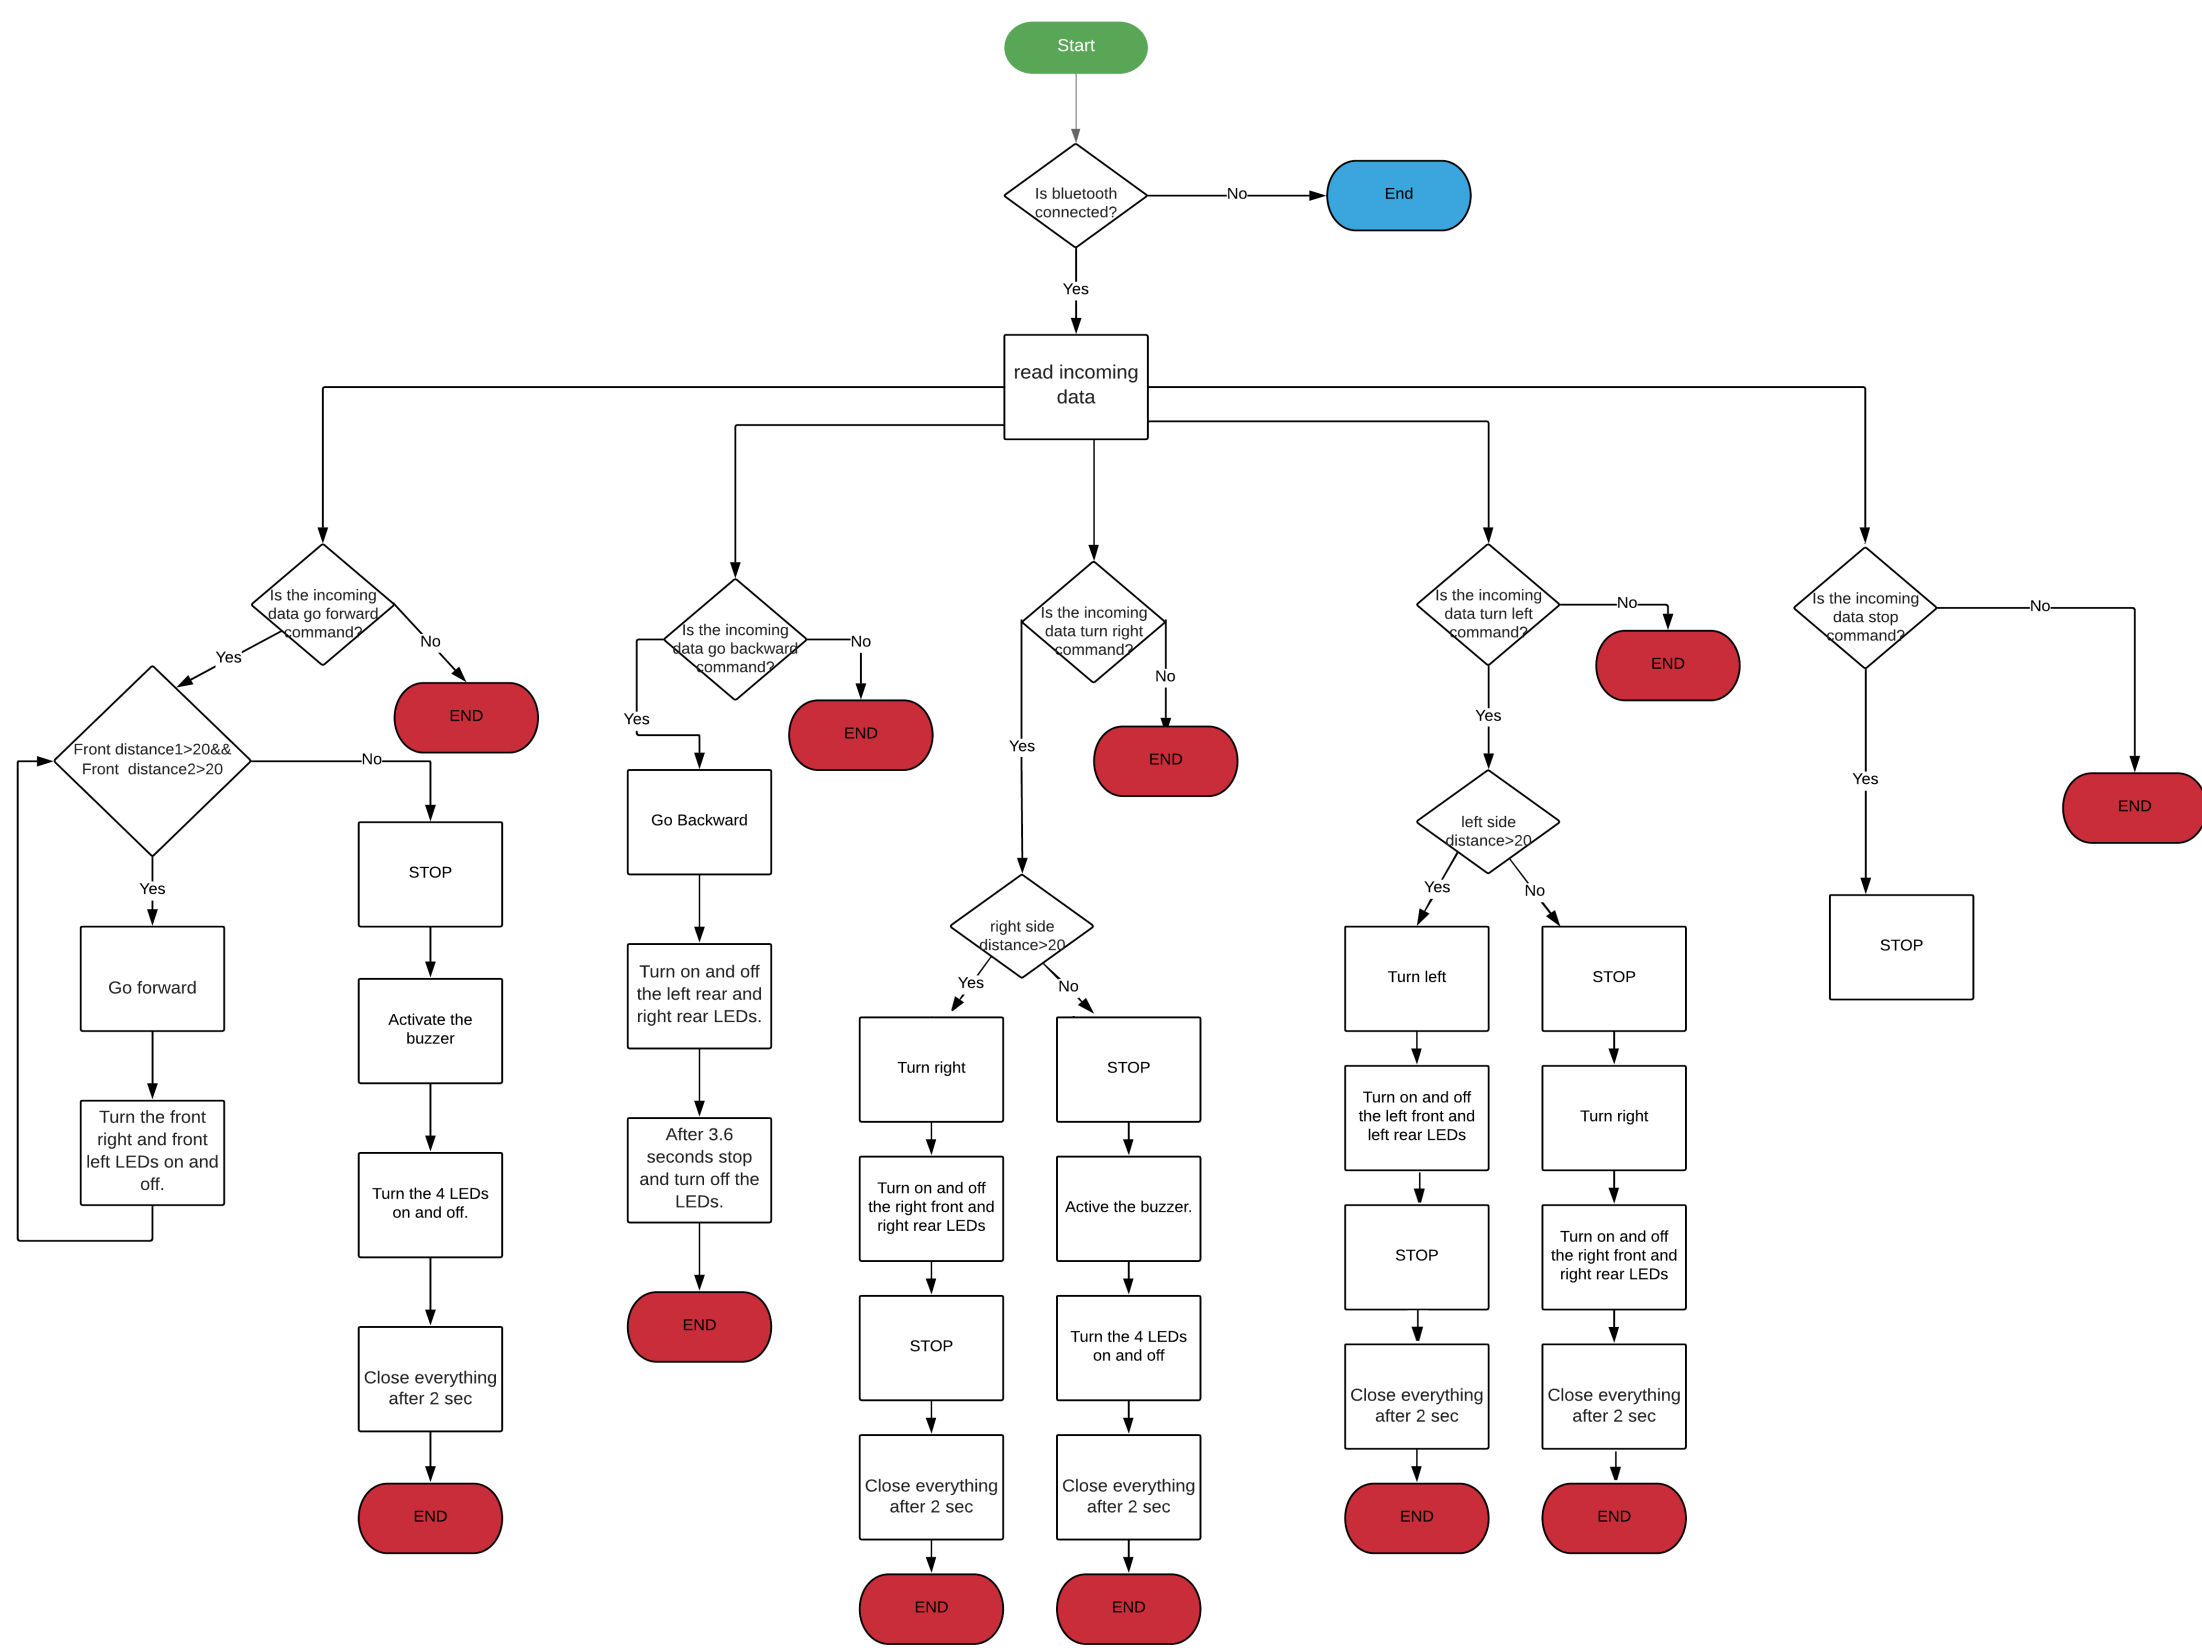 Start
Is bluetooth
connected?
No
End
Yes
read incoming
data
Is the incoming
data go forward
command?
No
Yes
END
Front distance1>20&&
Front  distance2>20
No
Yes
Go forward
Turn the front
right and front
left LEDs on and
off.
STOP
Activate the
buzzer
Turn the 4 LEDs
on and off.
Close everything
after 2 sec
END
Is the incoming
data go backward
command?
No
Yes
END
Go Backward
Turn on and off
the left rear and
right rear LEDs.
After 3.6
seconds stop
and turn off the
LEDs.
END
Is the incoming
data turn right
command?
No
Yes
END
right side
distance>20
Yes
No
Turn right
Turn on and off
the right front and
right rear LEDs
STOP
Close everything
after 2 sec
END
STOP
Active the buzzer.
Turn the 4 LEDs
on and off
Close everything
after 2 sec
END
Is the incoming
data turn left
command?
No
Yes
END
left side
distance>20
Yes
No
Turn left
Turn on and off
the left front and
left rear LEDs
STOP
Close everything
after 2 sec
END
STOP
Turn right
Turn on and off
the right front and
right rear LEDs
Close everything
after 2 sec
END
Is the incoming
data stop
command?
No
Yes
END
STOP